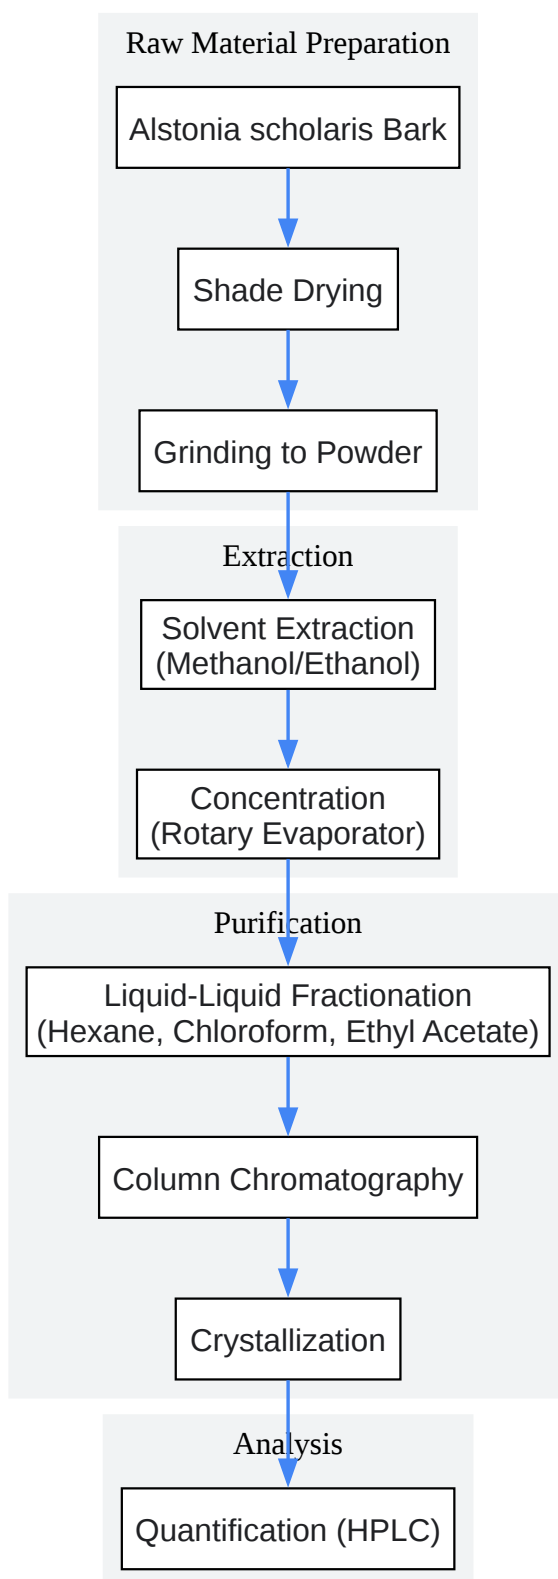 Raw Material Preparation
Alstonia scholaris Bark
Shade Drying
Grinding to Powder
Extraction
Solvent Extraction
(Methanol/Ethanol)
Concentration
(Rotary Evaporator)
Purification
Liquid-Liquid Fractionation
(Hexane, Chloroform, Ethyl Acetate)
Column Chromatography
Crystallization
Analysis
Quantification (HPLC)